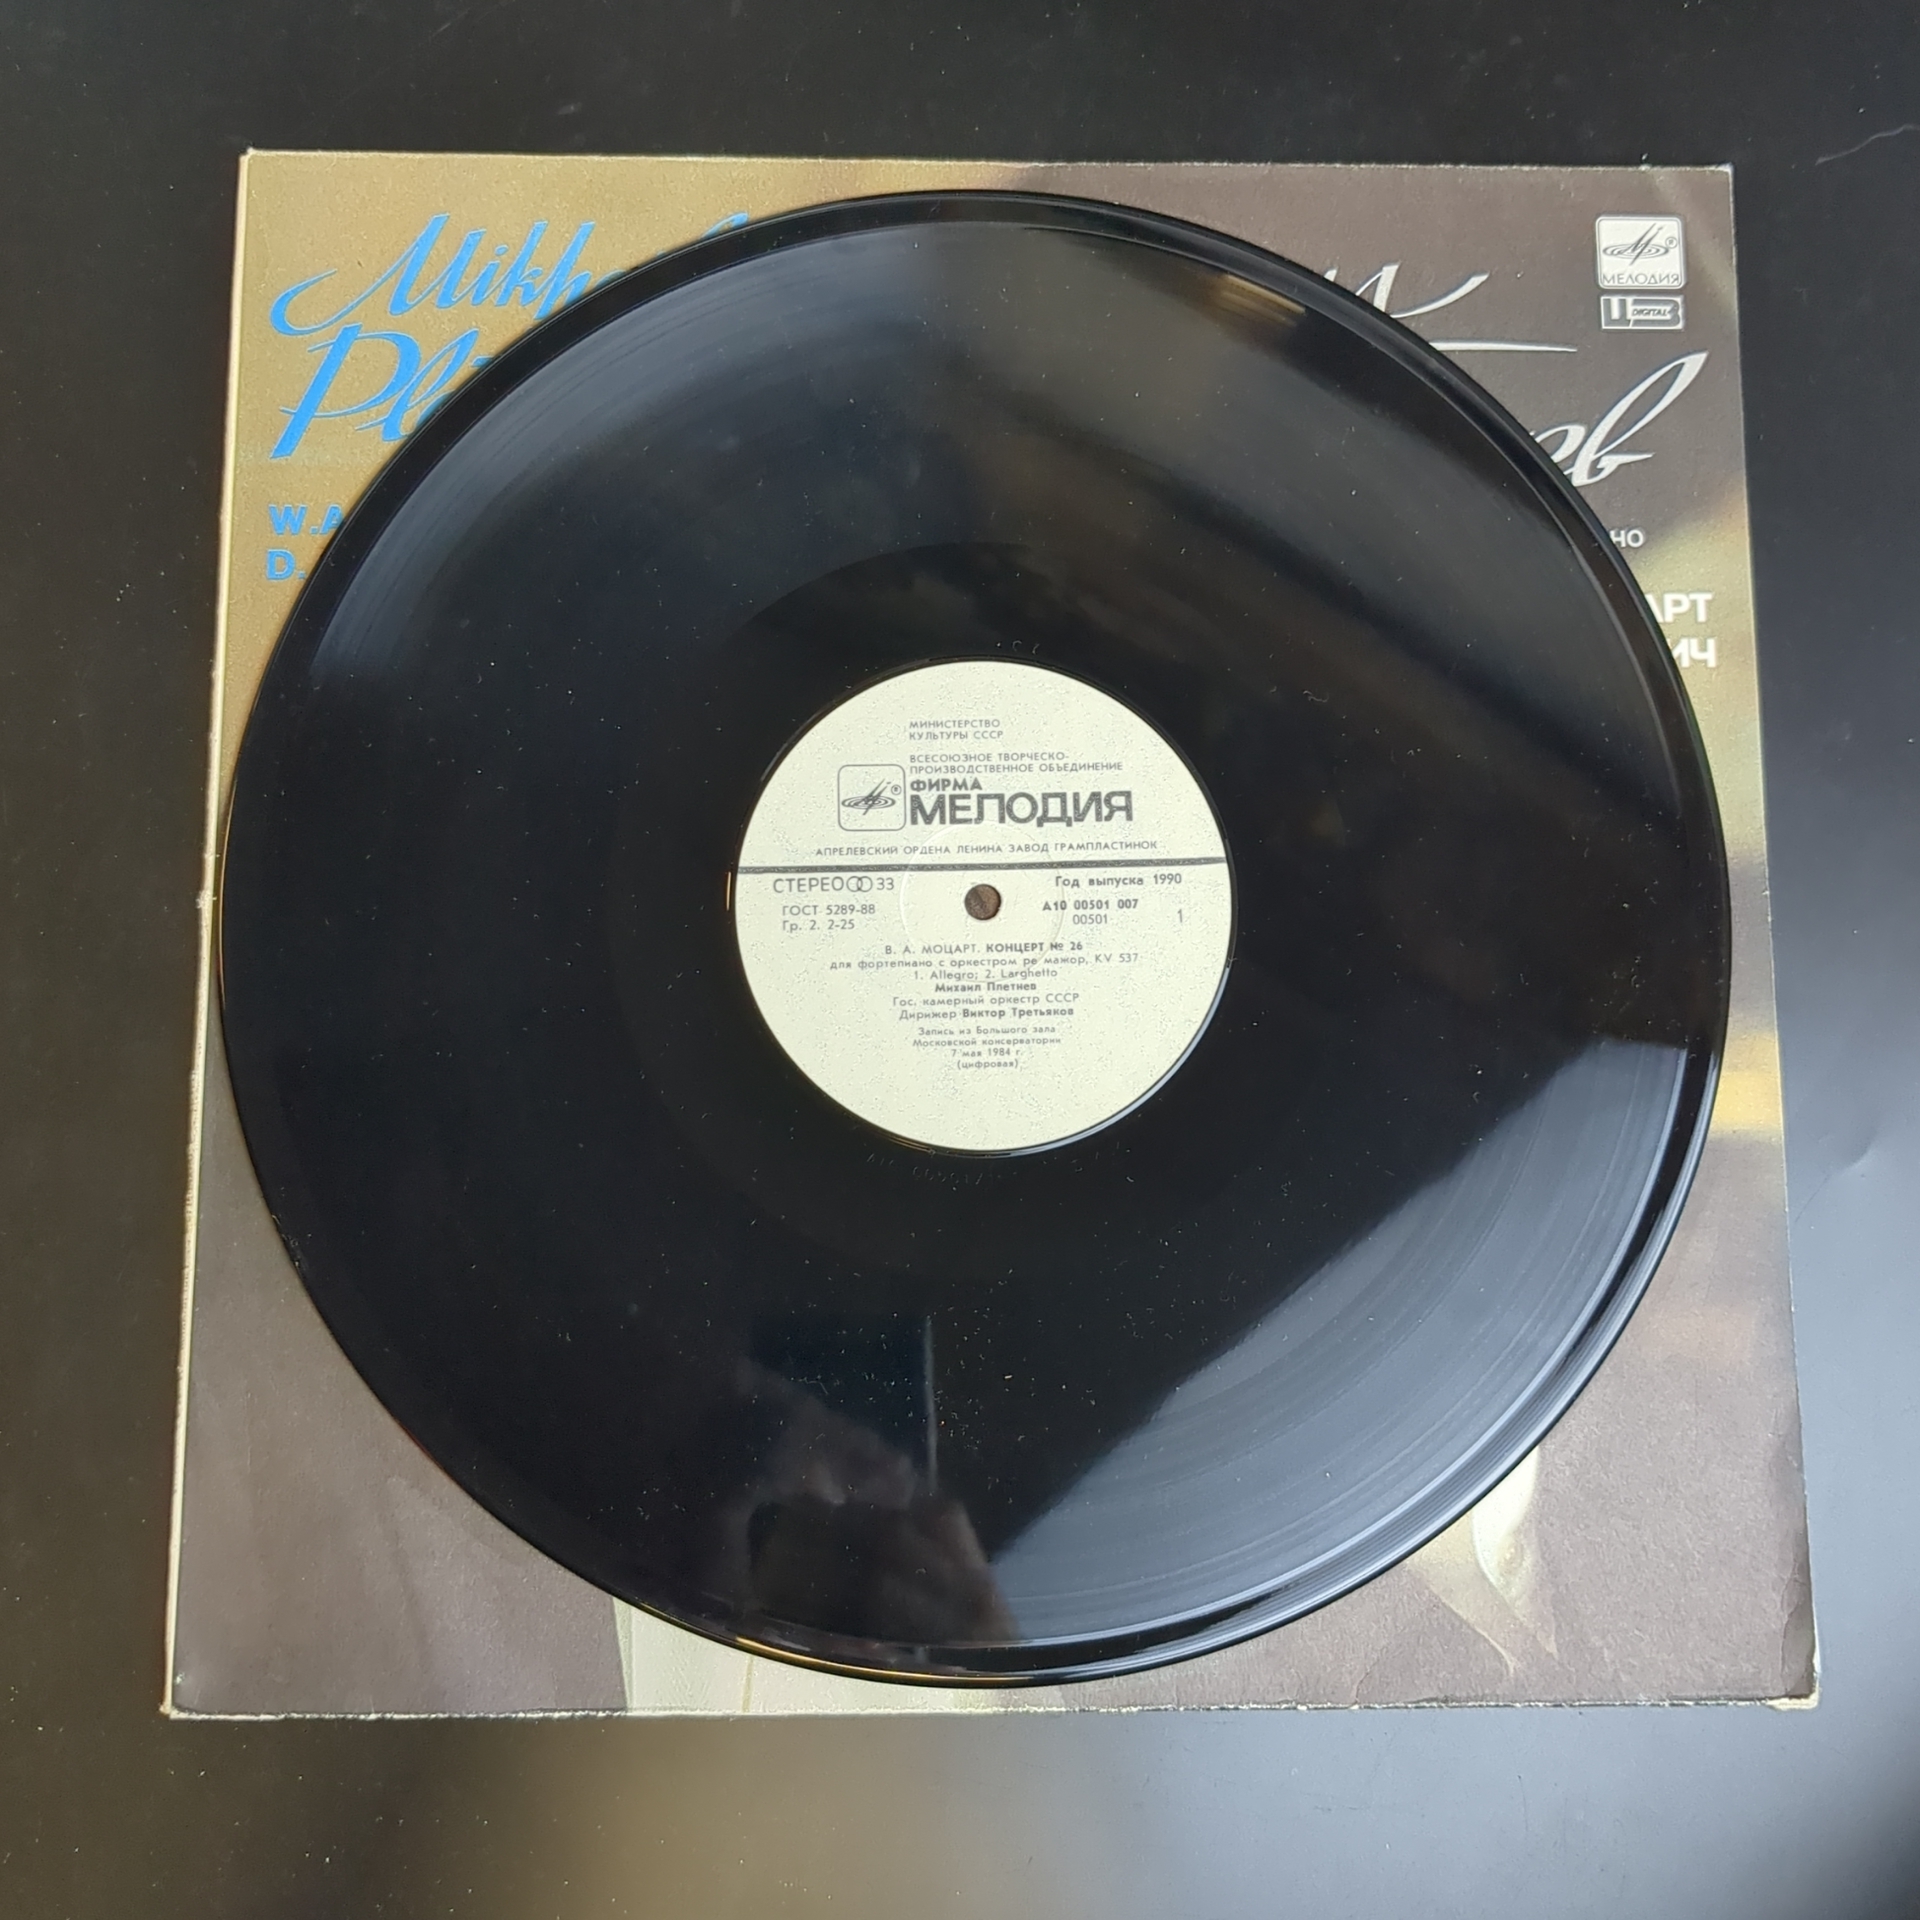 МЕЛОДИЯ
DIGITAL
W.A
D.
НО
АРТ
ИЧ
МИНИСТЕРСТВО
КУЛЬТУРЫ СССР
ВСЕСОЮЗНОЕ ТВОРЧЕСКО-
ПРОИЗВОДСТВЕННОЕ ОБЪЕДИНЕНИЕ
ФИРМА
МЕЛОДИЯ
АПРЕЛЕВСКИЙ ОРДЕНА ЛЕНИНА ЗАВОД ГРАМПЛАСТИНОК
СТЕРЕО 33 Год выпуска 1990
ГОСТ 5289-88 А10 00501 007
Гр. 2. 2-25 00501 1
В. А. МОЦАРТ. КОНЦЕРТ № 26
для фортепиано с оркестром ре мажор, KV 537
1. Allegro; 2. Larghetto
Михаил Плетнев
Гос. камерный оркестр СССР
Дирижер Виктор Третьяков
Запись из Большого зала
Московской консерватории
7 мая 1984 г.
(цифровая)